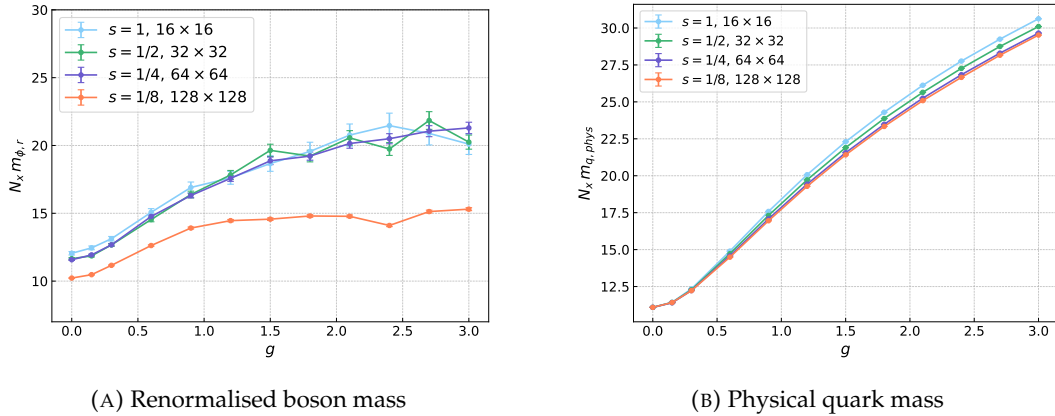 30
25
20
15
10
N_x m_{ϕ,r}
s = 1, 16 × 16
s = 1/2, 32 × 32
s = 1/4, 64 × 64
s = 1/8, 128 × 128
0.0 0.5 1.0 1.5 2.0 2.5 3.0
g
(A) Renormalised boson mass
30.0
27.5
25.0
22.5
20.0
17.5
15.0
12.5
N_x m_{q,phys}
s = 1, 16 × 16
s = 1/2, 32 × 32
s = 1/4, 64 × 64
s = 1/8, 128 × 128
0.0 0.5 1.0 1.5 2.0 2.5 3.0
g
(B) Physical quark mass